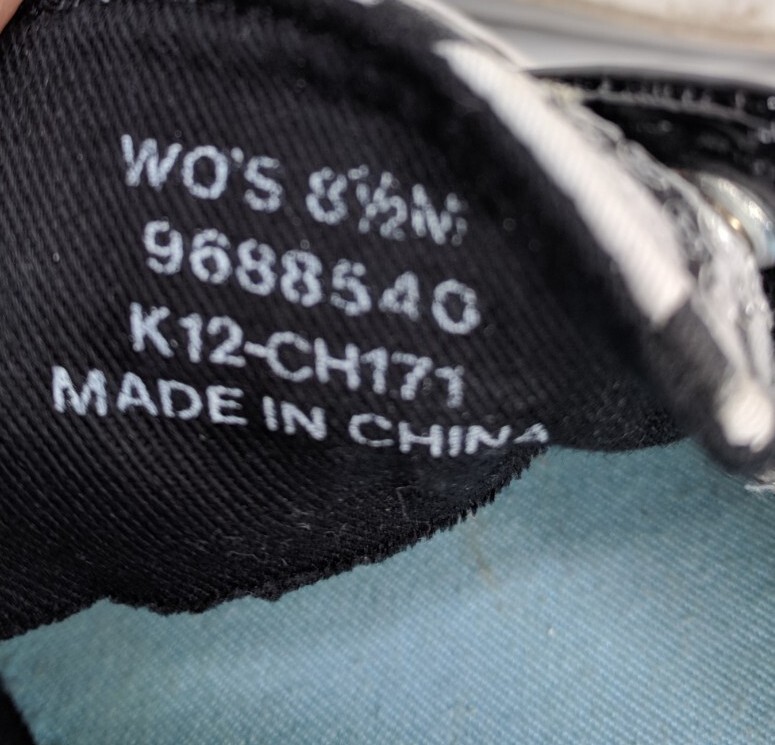 WO'S 8½M
9688540
K12-CH171
MADE IN CHINA